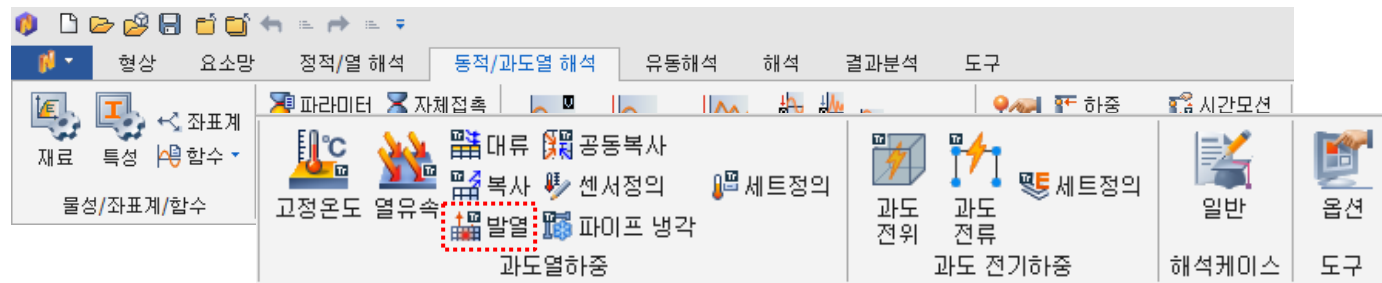 형상 요소망 정적/열 해석 동적/과도열 해석 유동해석 해석 결과분석 도구
파라미터 자체접촉 하중 시간모션
재료 특성 좌표계 함수
물성/좌표계/함수
고정온도 열유속 대류 공동복사
복사 센서정의 세트정의
발열 파이프 냉각
과도열하중
과도 전위 과도 전류 세트정의
과도 전기하중
일반
해석케이스
옵션
도구